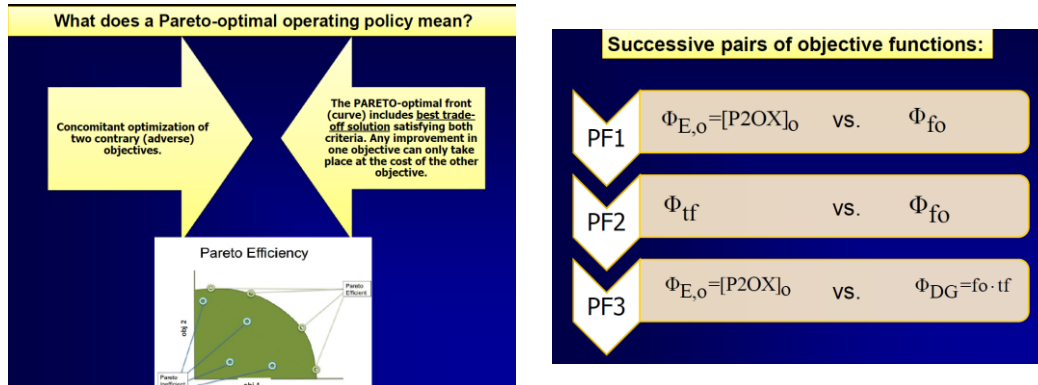 What does a Pareto-optimal operating policy mean?
Concomitant optimization of
two contrary (adverse)
objectives.
The PARETO-optimal front
(curve) includes best trade-
off solution satisfying both
criteria. Any improvement in
one objective can only take
place at the cost of the other
objective.
Pareto Efficiency
obj 2
Pareto
Efficient
Pareto
Inefficient
obj 1
Successive pairs of objective functions:
PF1 ΦE,o=[P2OX]o vs. Φfo
PF2 Φtf vs. Φfo
PF3 ΦE,o=[P2OX]o vs. ΦDG=fo·tf